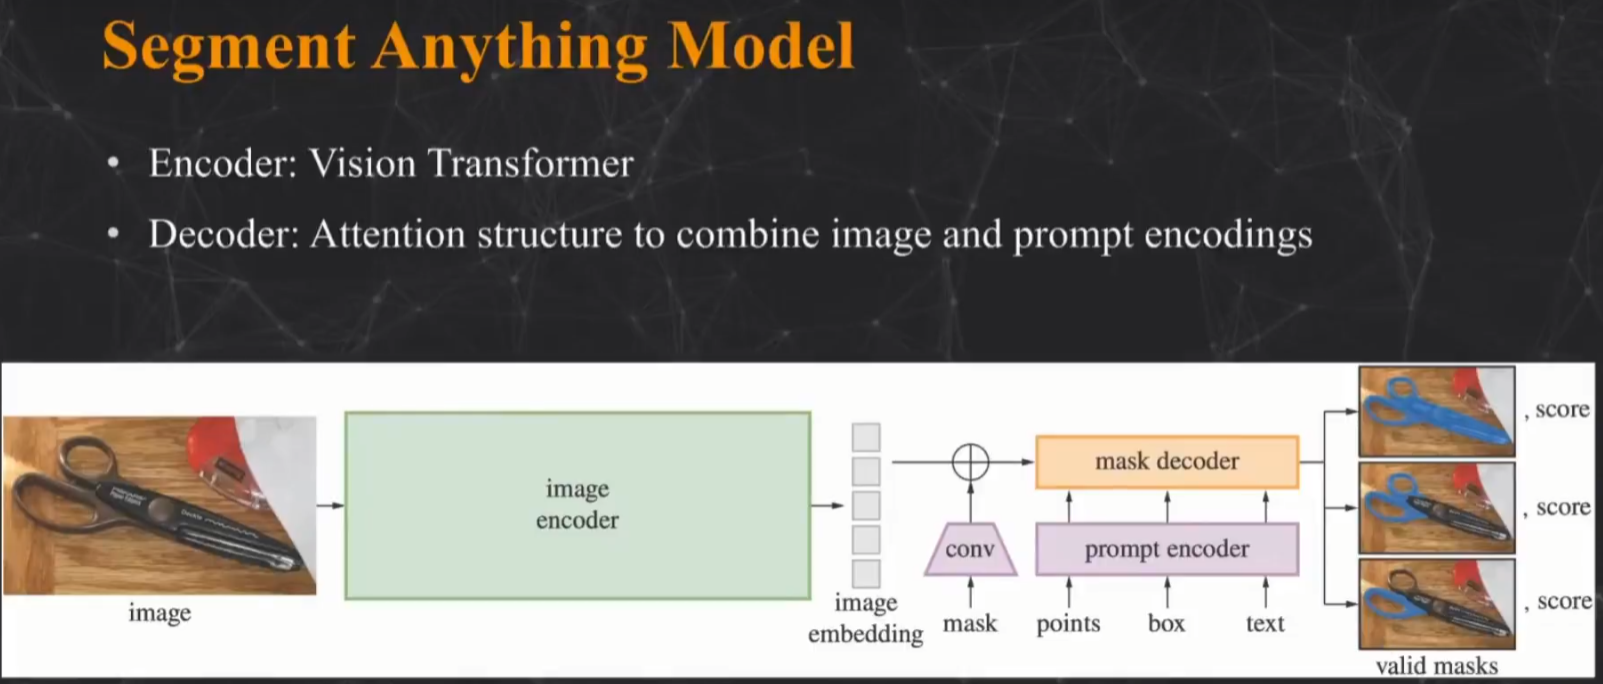 Segment Anything Model
• Encoder: Vision Transformer
• Decoder: Attention structure to combine image and prompt encodings
image
image
encoder
image
embedding
conv
mask
mask decoder
prompt encoder
points
box
text
, score
, score
, score
valid masks